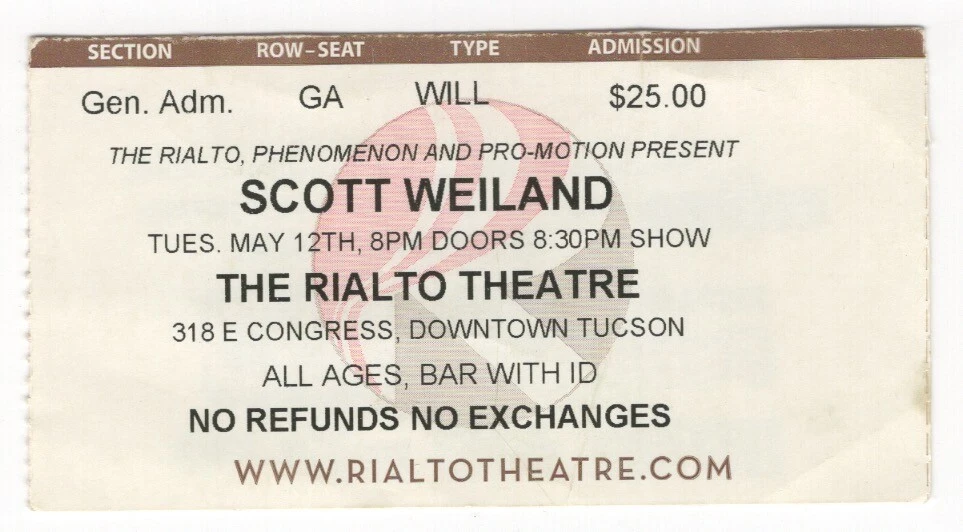 SECTION ROW-SEAT TYPE ADMISSION
Gen. Adm. GA WILL $25.00
THE RIALTO, PHENOMENON AND PRO-MOTION PRESENT
SCOTT WEILAND
TUES. MAY 12TH, 8PM DOORS 8:30PM SHOW
THE RIALTO THEATRE
318 E CONGRESS, DOWNTOWN TUCSON
ALL AGES, BAR WITH ID
NO REFUNDS NO EXCHANGES
WWW.RIALTOTHEATRE.COM